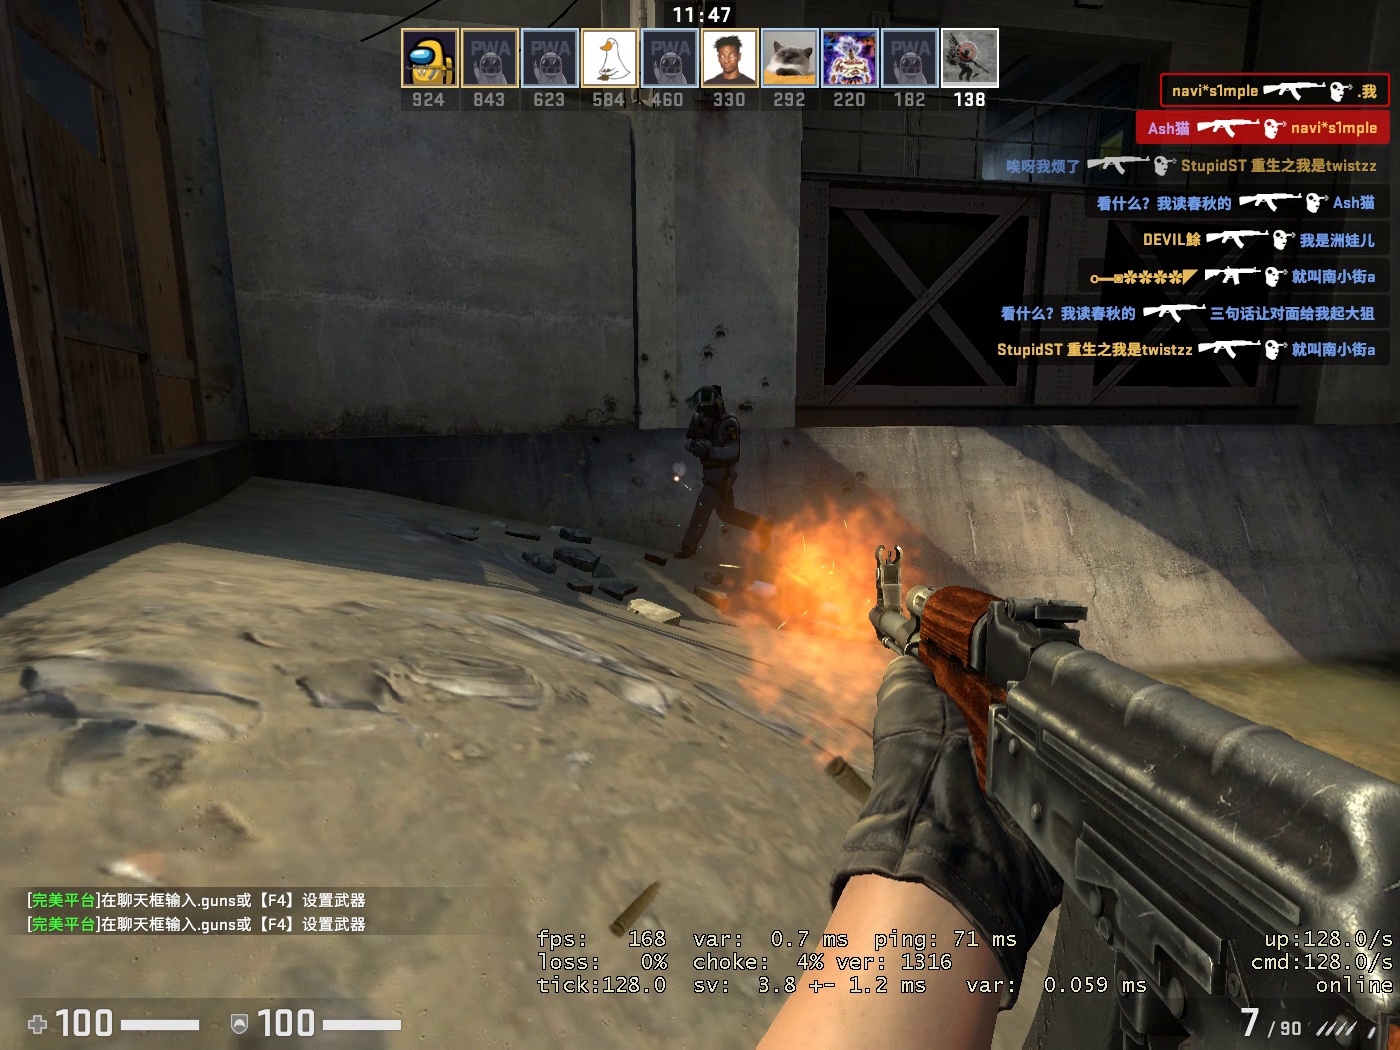 11:47
PWA PWA PWA PWA
924 843 623 584 460 330 292 220 182 138
navi*s1mple .我
Ash猫 navi*s1mple
唉呀我烦了 StupidST 重生之我是twistzz
看什么？我读春秋的 Ash猫
DEVIL鮽 我是洲娃儿
就叫南小街a
看什么？我读春秋的 三句话让对面给我起大狙
StupidST 重生之我是twistzz 就叫南小街a
[完美平台]在聊天框输入.guns或【F4】设置武器
[完美平台]在聊天框输入.guns或【F4】设置武器
fps: 168 var: 0.7 ms ping: 71 ms up:128.0/s
loss: 0% choke: 4% ver: 1316 cmd:128.0/s
tick:128.0 sv: 3.8 +- 1.2 ms var: 0.059 ms online
100 100 7 / 90